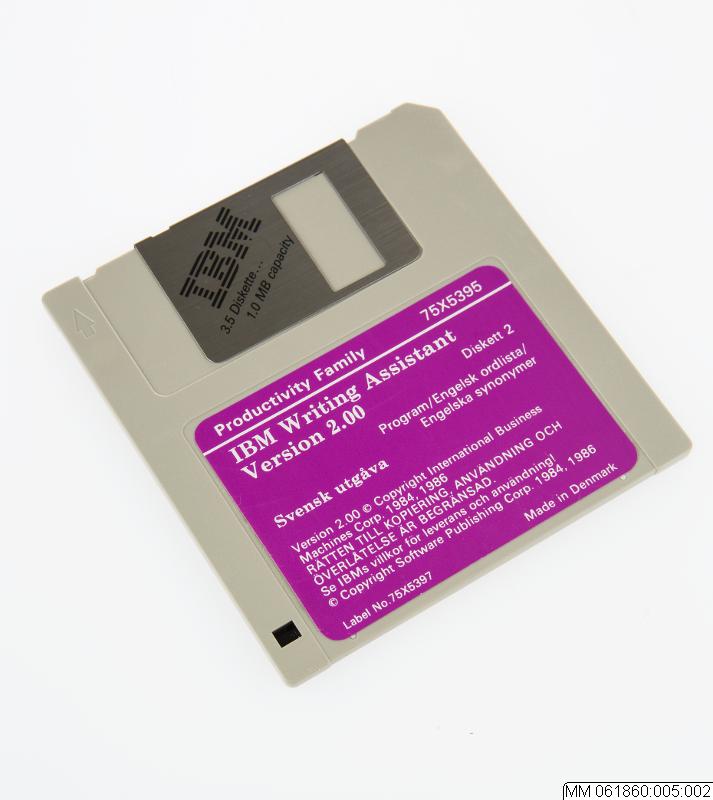 IBM
3.5 Diskette...
1.0 MB capacity
Productivity Family 75X5395
IBM Writing Assistant
Version 2.00
Diskett 2
Program/Engelsk ordlista/
Engelska synonymer
Svensk utgåva
Version 2.00 © Copyright International Business
Machines Corp. 1984, 1986
RÄTTEN TILL KOPIERING, ANVÄNDNING OCH
ÖVERLÅTELSE ÄR BEGRÄNSAD.
Se IBMs villkor för leverans och användning!
© Copyright Software Publishing Corp. 1984, 1986
Made in Denmark
Label No.75X5397
MM 061860:005:002